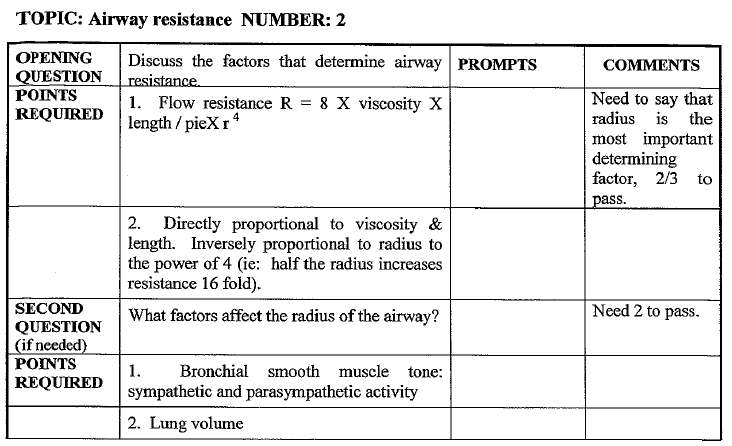 TOPIC: Airway resistance NUMBER: 2
OPENING QUESTION
Discuss the factors that determine airway resistance.
PROMPTS
COMMENTS
POINTS REQUIRED
1. Flow resistance R = 8 X viscosity X
length / pieX r 4
Need to say that
radius is the
most important
determining
factor, 2/3 to
pass.
2. Directly proportional to viscosity &
length. Inversely proportional to radius to
the power of 4 (ie: half the radius increases
resistance 16 fold).
SECOND
QUESTION
(if needed)
What factors affect the radius of the airway?
Need 2 to pass.
POINTS
REQUIRED
1. Bronchial smooth muscle tone:
sympathetic and parasympathetic activity
2. Lung volume